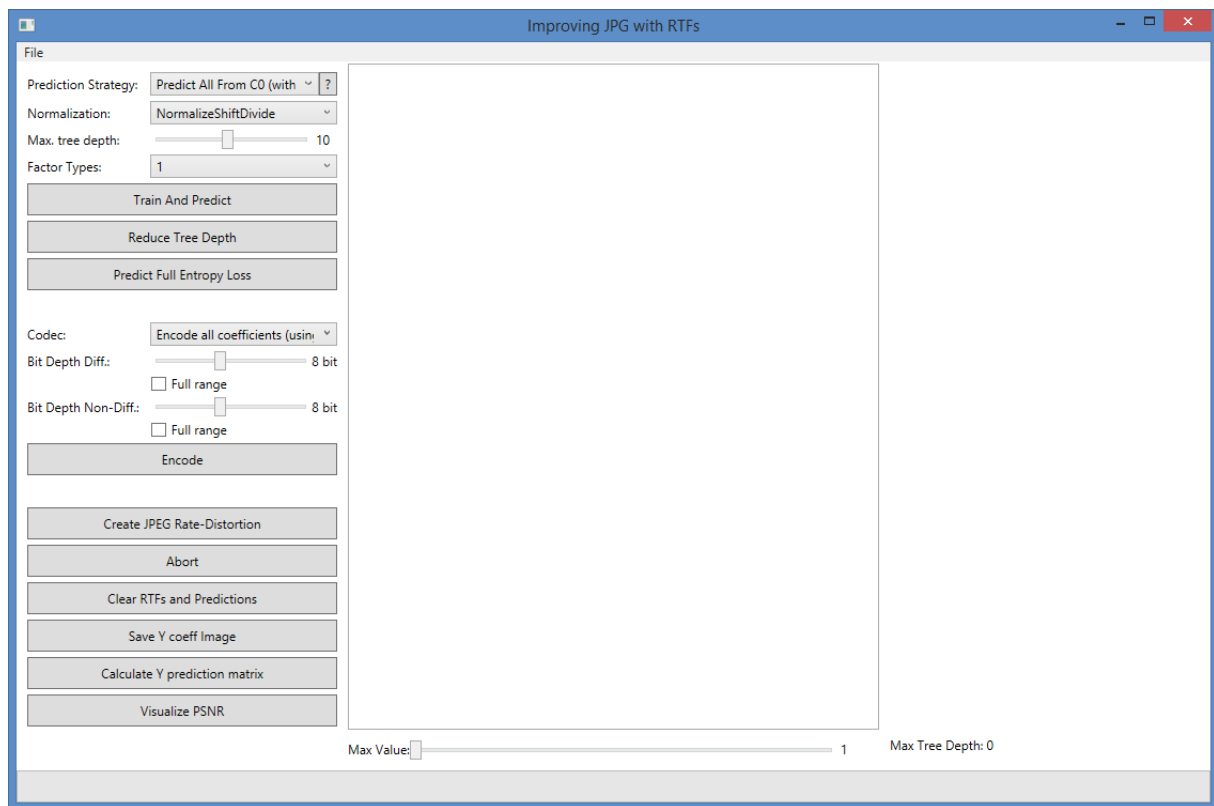 Improving JPG with RTFs
File
Prediction Strategy: Predict All From C0 (with ?
Normalization: NormalizeShiftDivide
Max. tree depth: 10
Factor Types: 1
Train And Predict
Reduce Tree Depth
Predict Full Entropy Loss
Codec: Encode all coefficients (using
Bit Depth Diff.: 8 bit
Full range
Bit Depth Non-Diff.: 8 bit
Full range
Encode
Create JPEG Rate-Distortion
Abort
Clear RTFs and Predictions
Save Y coeff Image
Calculate Y prediction matrix
Visualize PSNR
Max Value: 1 Max Tree Depth: 0